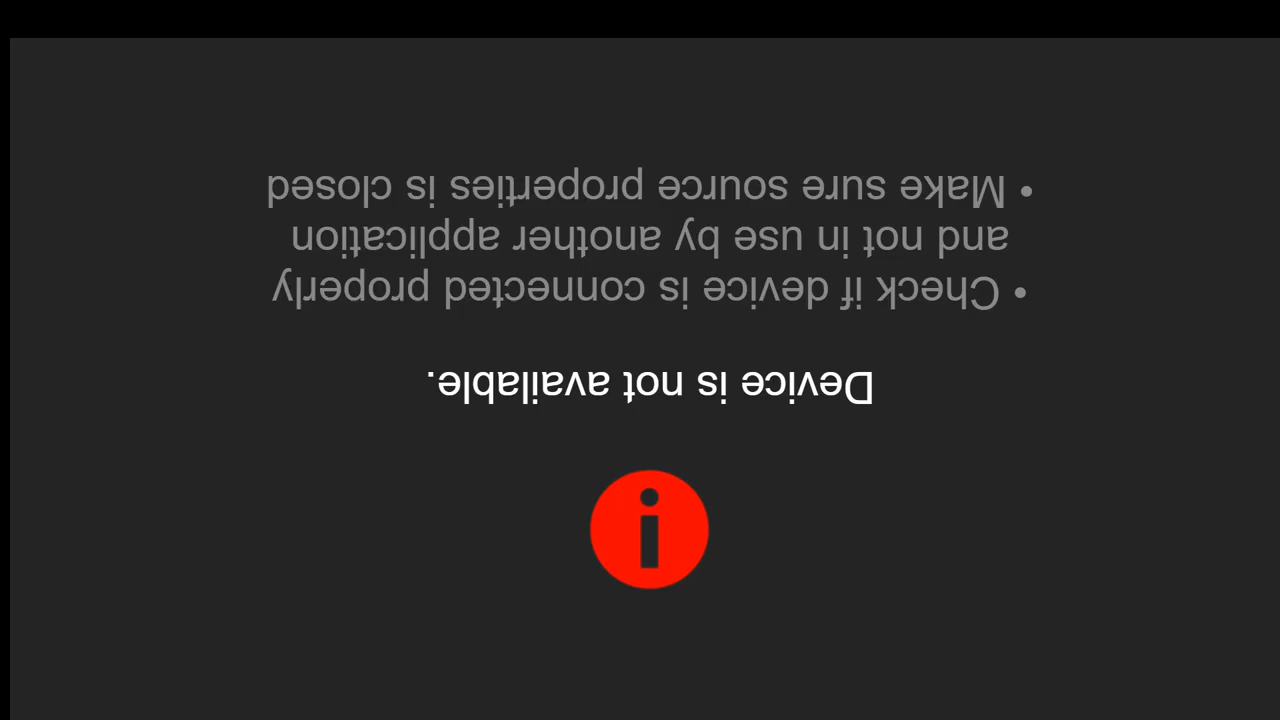 Device is not available.
• Check if device is connected properly
and not in use by another application
• Make sure source properties is closed